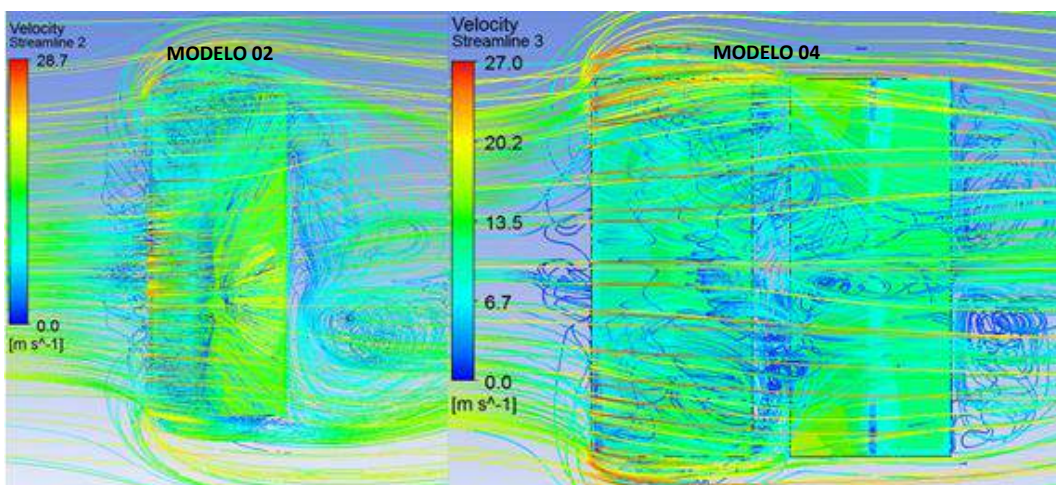 Velocity
Streamline 2
28.7
0.0
[m s^-1]
MODELO 02
Velocity
Streamline 3
27.0
20.2
13.5
6.7
0.0
[m s^-1]
MODELO 04